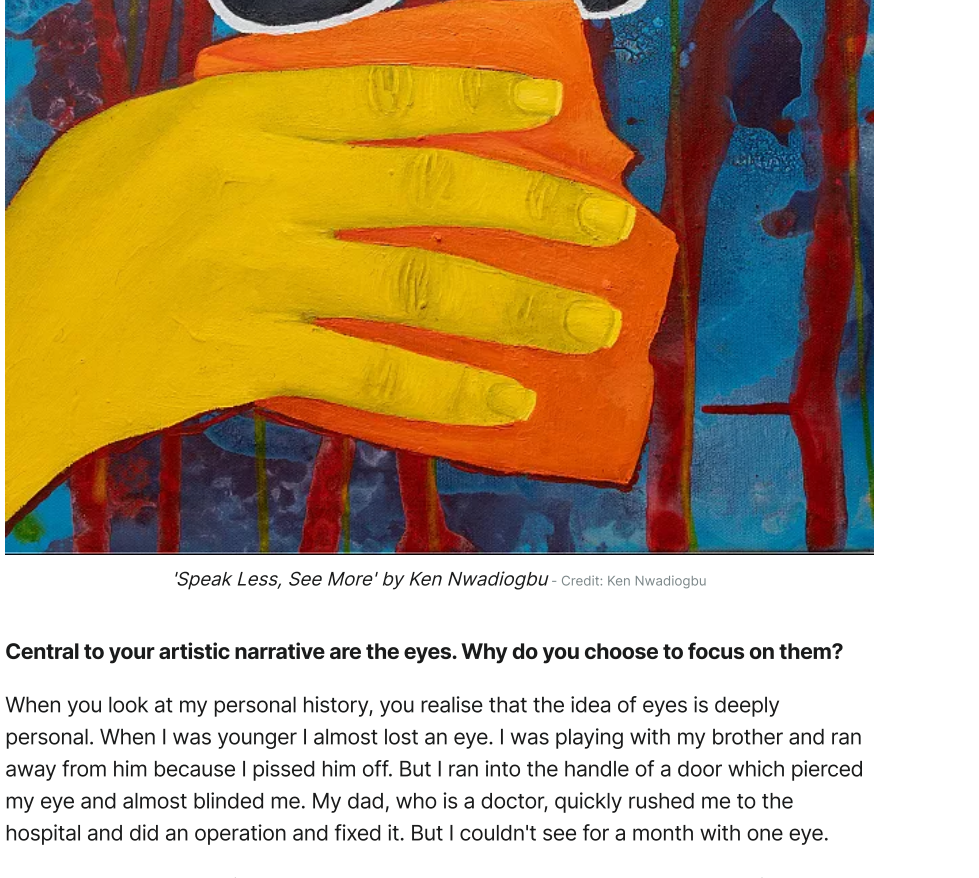 'Speak Less, See More' by Ken Nwadiogbu - Credit: Ken Nwadiogbu
Central to your artistic narrative are the eyes. Why do you choose to focus on them?
When you look at my personal history, you realise that the idea of eyes is deeply
personal. When I was younger I almost lost an eye. I was playing with my brother and ran
away from him because I pissed him off. But I ran into the handle of a door which pierced
my eye and almost blinded me. My dad, who is a doctor, quickly rushed me to the
hospital and did an operation and fixed it. But I couldn't see for a month with one eye.